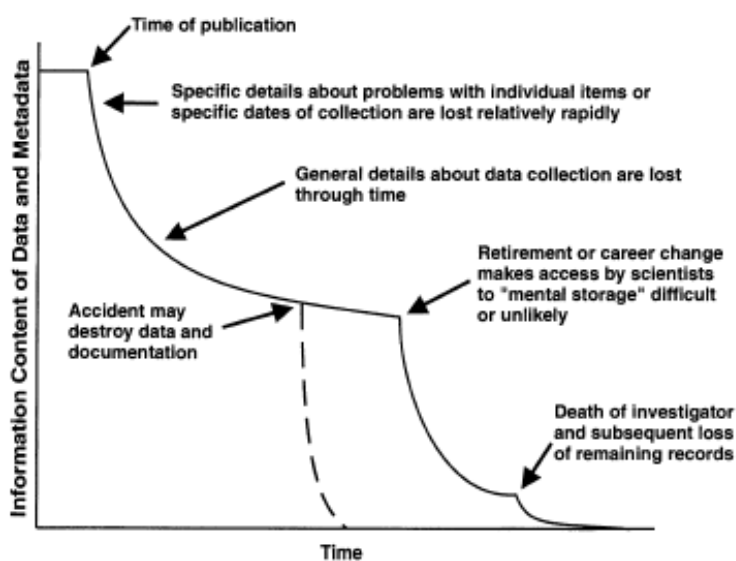 Time of publication
Specific details about problems with individual items or
specific dates of collection are lost relatively rapidly
General details about data collection are lost
through time
Retirement or career change
makes access by scientists
to "mental storage" difficult
or unlikely
Accident may
destroy data and
documentation
Death of investigator
and subsequent loss
of remaining records
Information Content of Data and Metadata
Time